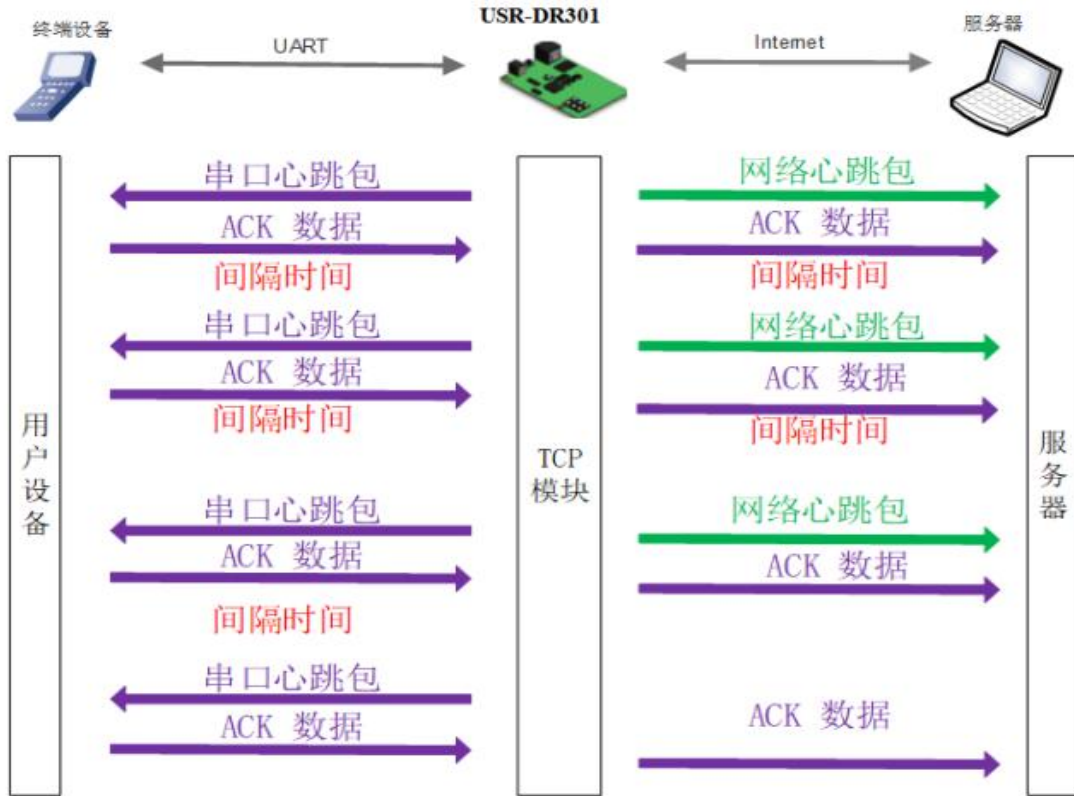 USR-DR301
终端设备
UART
Internet
服务器
串口心跳包
网络心跳包
ACK 数据
ACK 数据
间隔时间
间隔时间
串口心跳包
网络心跳包
ACK 数据
ACK 数据
间隔时间
间隔时间
用户设备
TCP
模块
服务器
串口心跳包
网络心跳包
ACK 数据
ACK 数据
间隔时间
串口心跳包
ACK 数据
ACK 数据